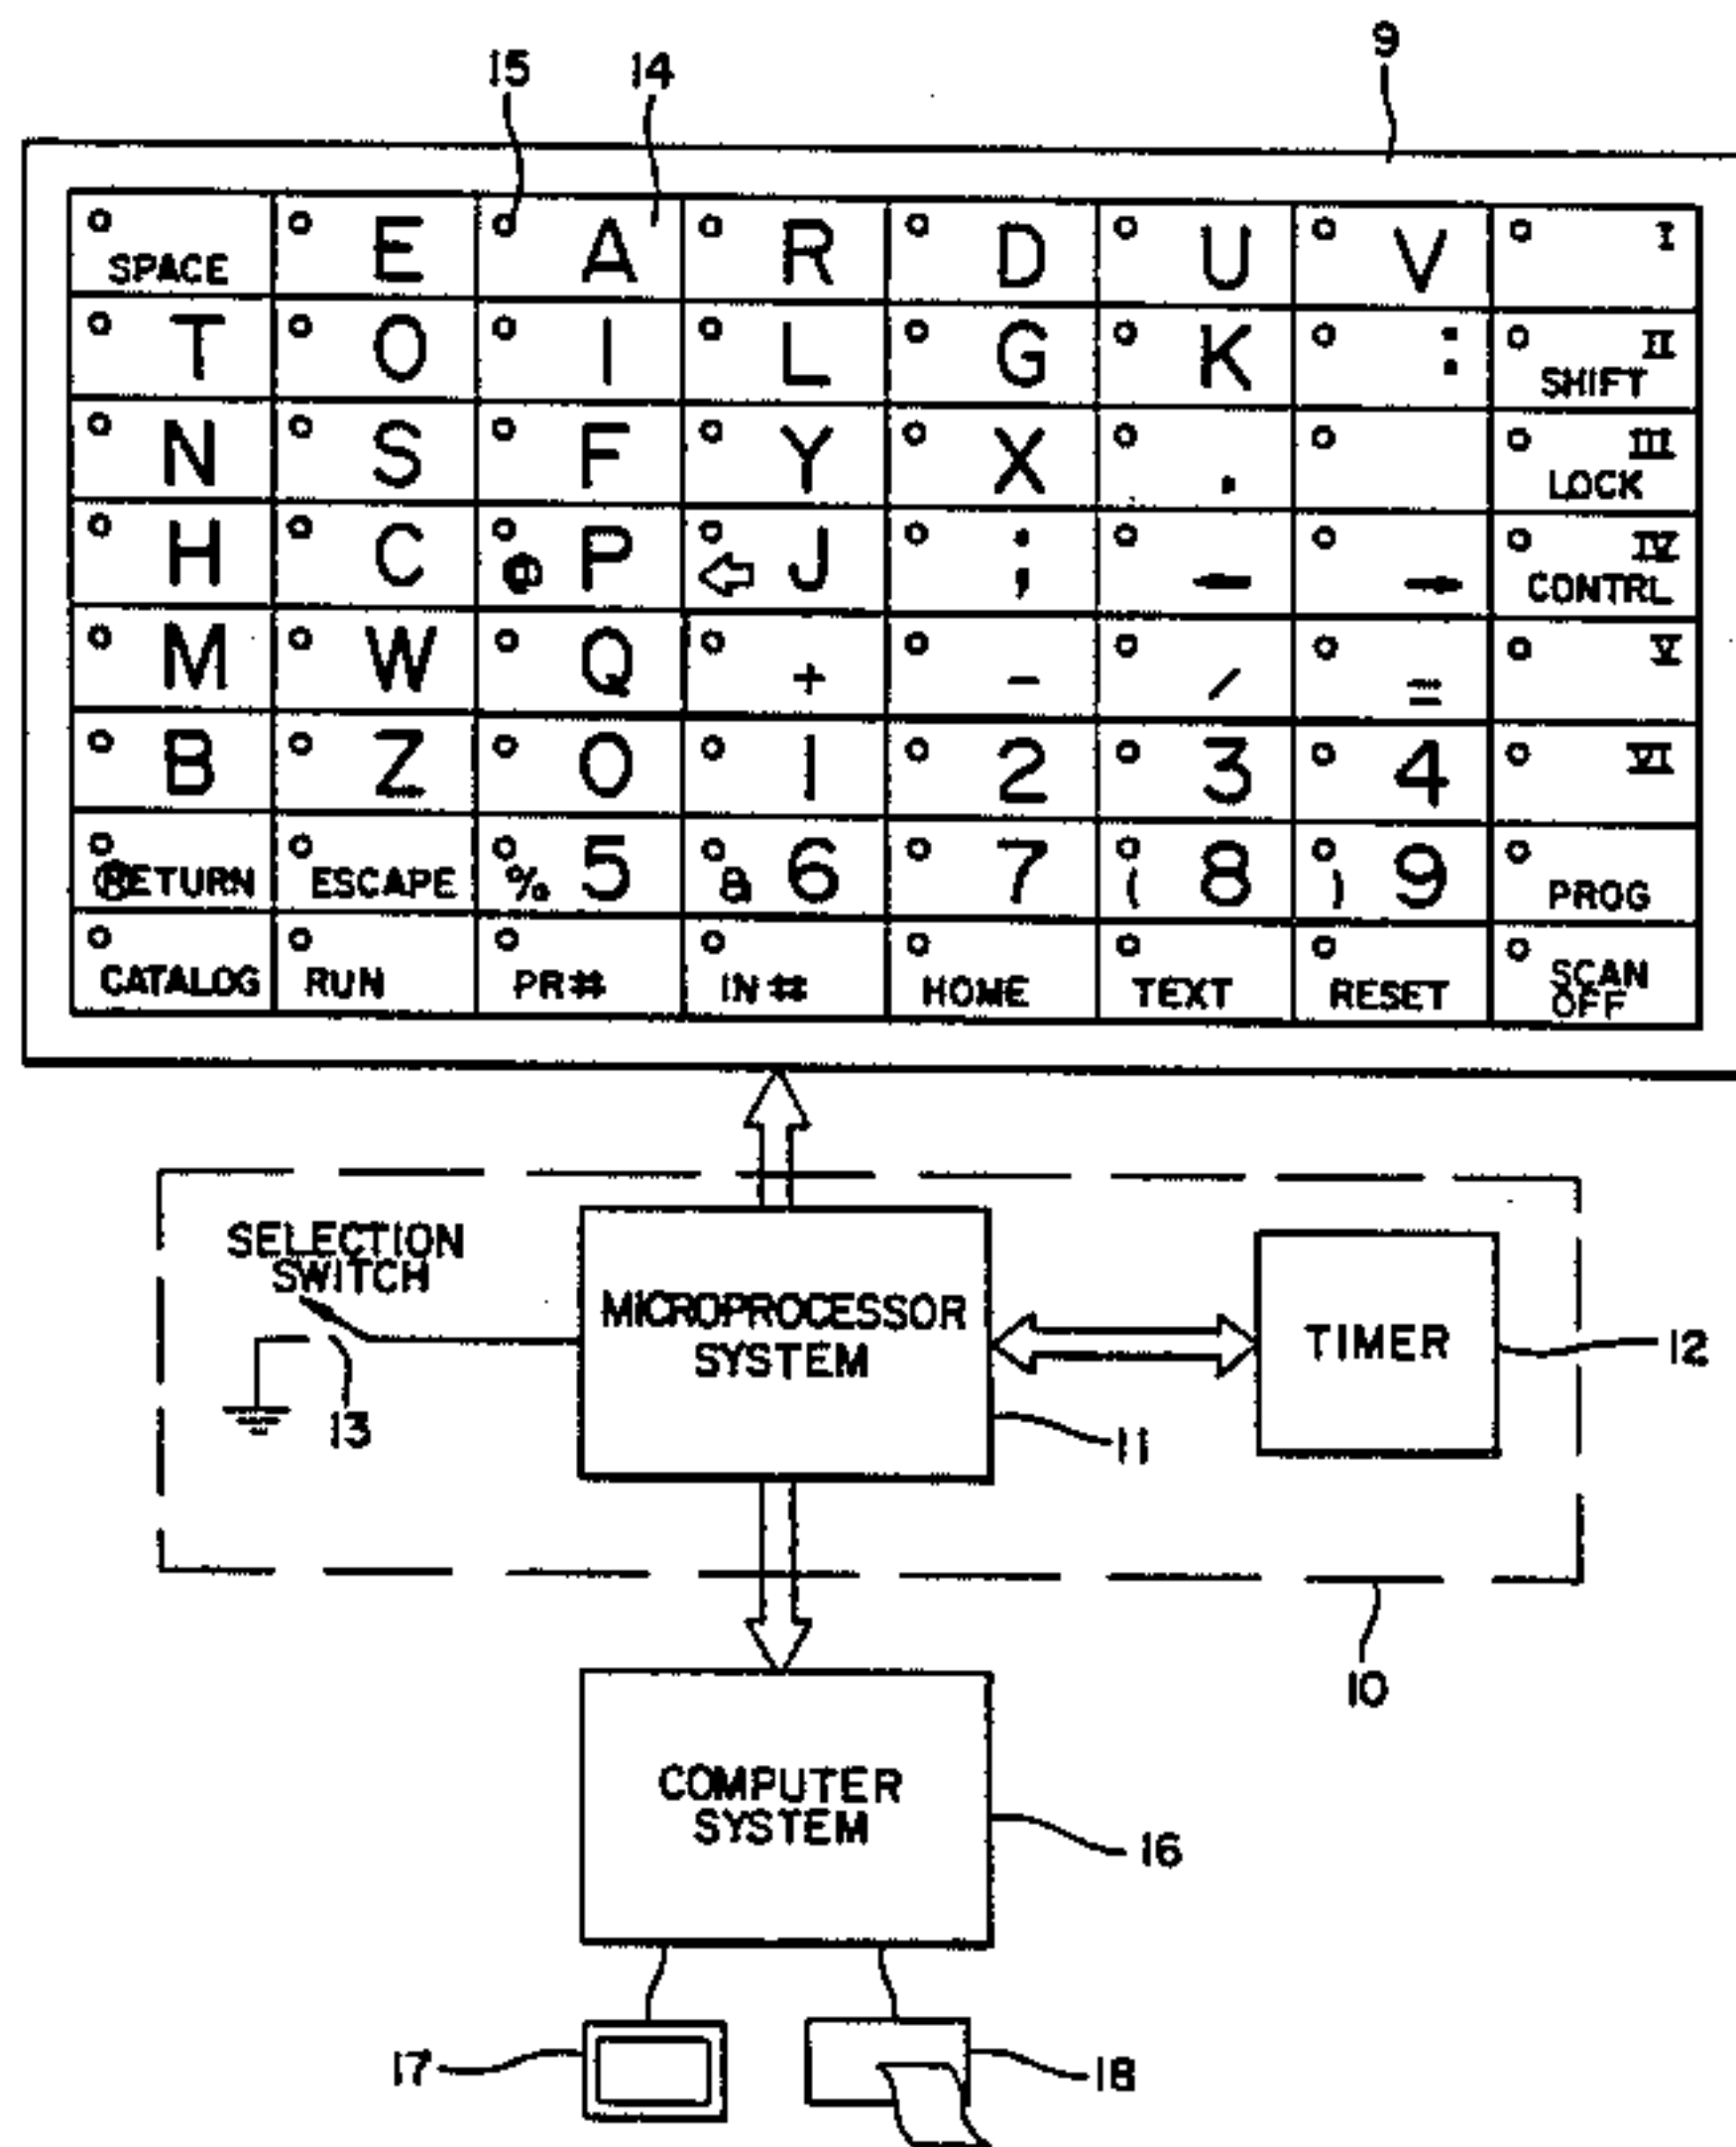 15 14 9
SPACE E A R D U V I
T O I L G K : II SHIFT
N S F Y X . III LOCK
H C @ P J ; ← → IV CONTRL
M W Q + - / = V
B Z 0 1 2 3 4 VI
RETURN ESCAPE % 5 & 6 7 ( 8 ) 9 PROG
CATALOG RUN PR# IN# HOME TEXT RESET SCAN OFF
SELECTION
SWITCH
MICROPROCESSOR
SYSTEM
TIMER
12
13
11
10
COMPUTER
SYSTEM
16
17
18